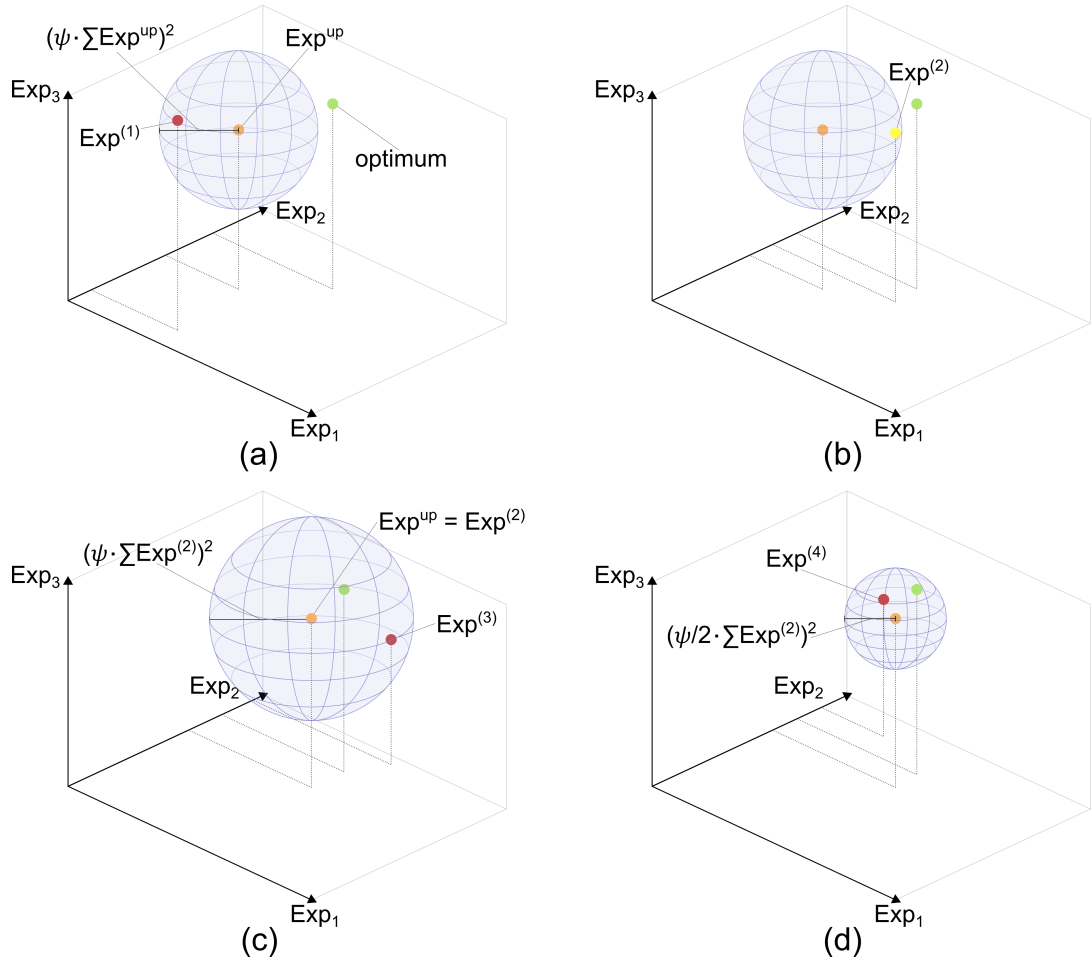 (ψ·∑Exp^up)^2
Exp^up
Exp_3
Exp^(1)
optimum
Exp_2
Exp_1
(a)
Exp^(2)
Exp_3
Exp_2
Exp_1
(b)
Exp^up = Exp^(2)
(ψ·∑Exp^(2))^2
Exp_3
Exp^(3)
Exp_2
Exp_1
(c)
Exp^(4)
Exp_3
(ψ/2·∑Exp^(2))^2
Exp_2
Exp_1
(d)